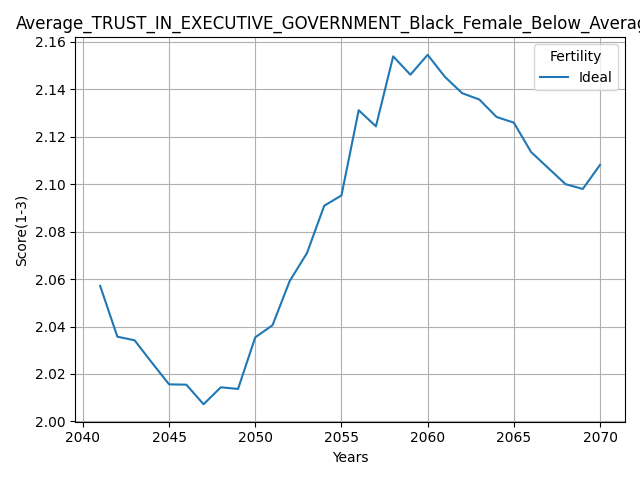 Average_TRUST_IN_EXECUTIVE_GOVERNMENT_Black_Female_Below_Averag
2.16
2.14
2.12
2.10
2.08
2.06
2.04
2.02
2.00
Score(1-3)
Fertility
Ideal
2040 2045 2050 2055 2060 2065 2070
Years